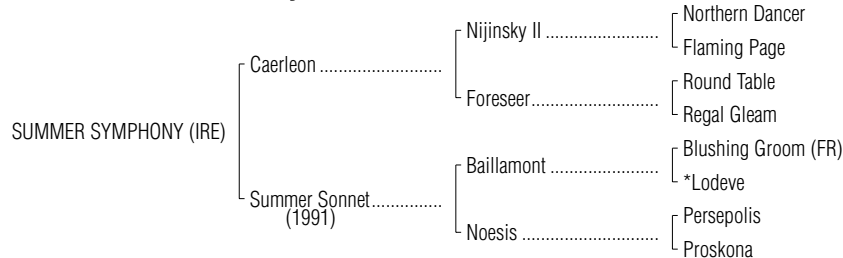 Northern Dancer
Nijinsky II ........................
Flaming Page
Caerleon ..........................
Round Table
Foreseer...........................
Regal Gleam
SUMMER SYMPHONY (IRE)
Blushing Groom (FR)
Baillamont ........................
*Lodeve
Summer Sonnet...............
(1991)
Persepolis
Noesis .............................
Proskona